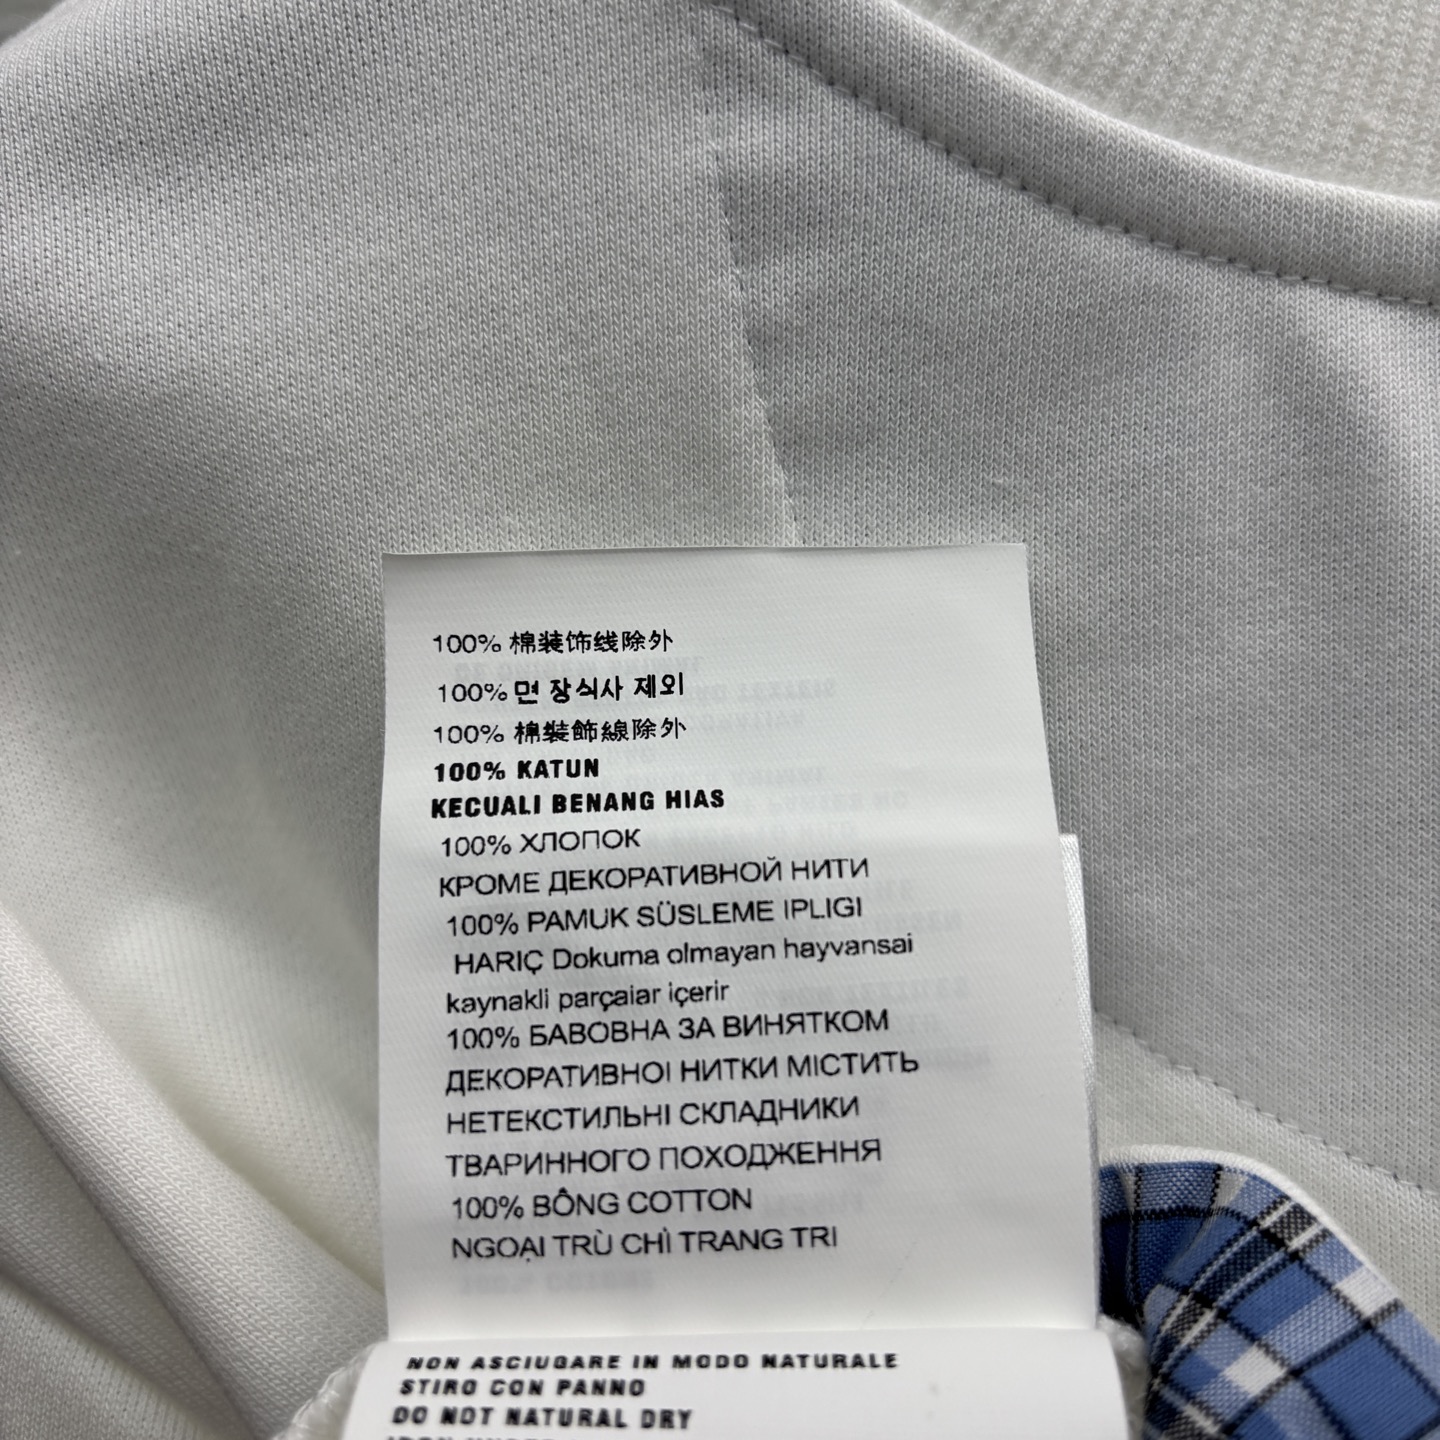 100% 棉装饰线除外
100% 면 장식사 제외
100% 棉裝飾線除外
100% KATUN
KECUALI BENANG HIAS
100% ХЛОПОК
КРОМЕ ДЕКОРАТИВНОЙ НИТИ
100% PAMUK SÜSLEME IPLIGI
HARIÇ Dokuma olmayan hayvansai
kaynakli parçaiar içerir
100% БАВОВНА ЗА ВИНЯТКОМ
ДЕКОРАТИВНОI НИТКИ МІСТИТЬ
НЕТЕКСТИЛЬНІ СКЛАДНИКИ
ТВАРИННОГО ПОХОДЖЕННЯ
100% BÔNG COTTON
NGOẠI TRÙ CHÌ TRANG TRI
NON ASCIUGARE IN MODO NATURALE
STIRO CON PANNO
DO NOT NATURAL DRY